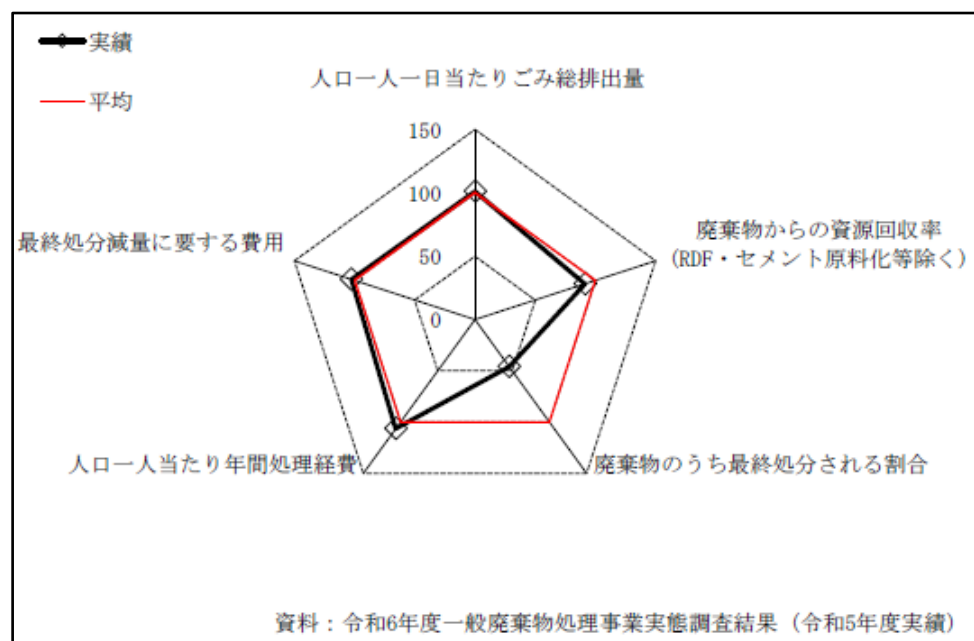 実績
平均
人口一人一日当たりごみ総排出量
150
100
50
0
最終処分減量に要する費用
廃棄物からの資源回収率
(RDF・セメント原料化等除く)
人口一人当たり年間処理経費
廃棄物のうち最終処分される割合
資料：令和6年度一般廃棄物処理事業実態調査結果（令和5年度実績）